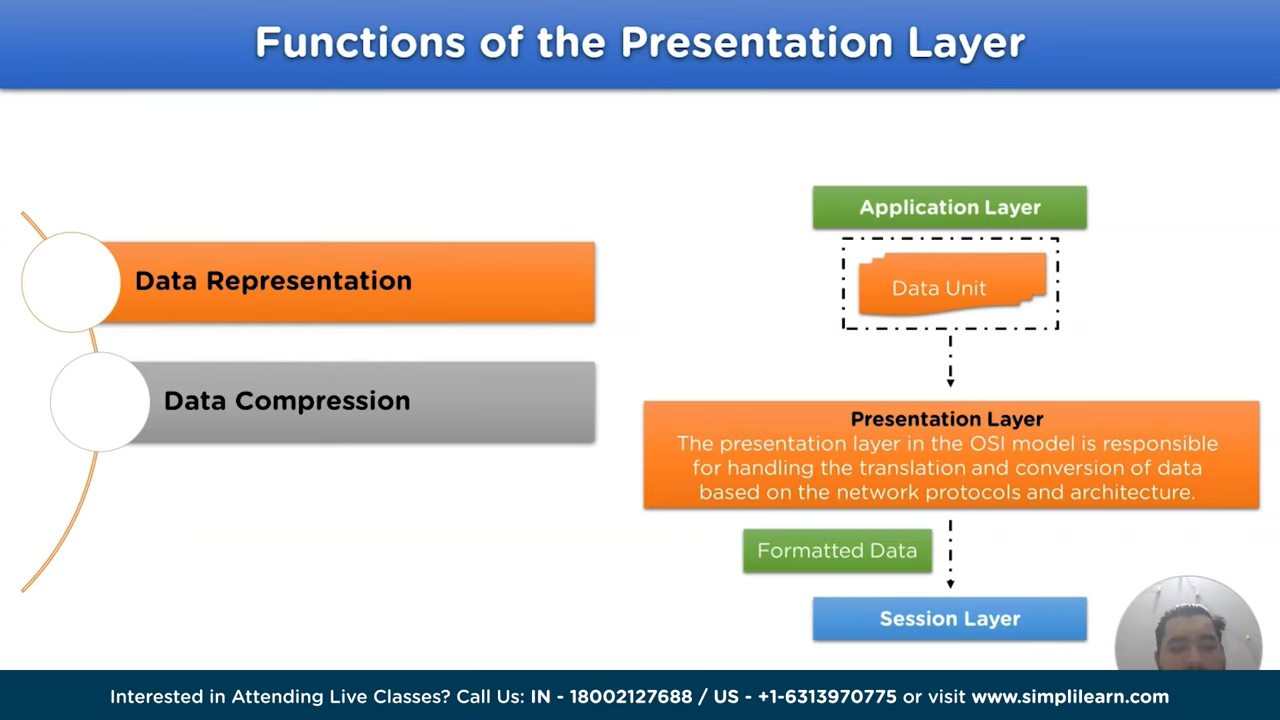 Functions of the Presentation Layer
Data Representation
Data Compression
Application Layer
Data Unit
Presentation Layer
The presentation layer in the OSI model is responsible
for handling the translation and conversion of data
based on the network protocols and architecture.
Formatted Data
Session Layer
Interested in Attending Live Classes? Call Us: IN - 18002127688 / US - +1-6313970775 or visit www.simplilearn.com